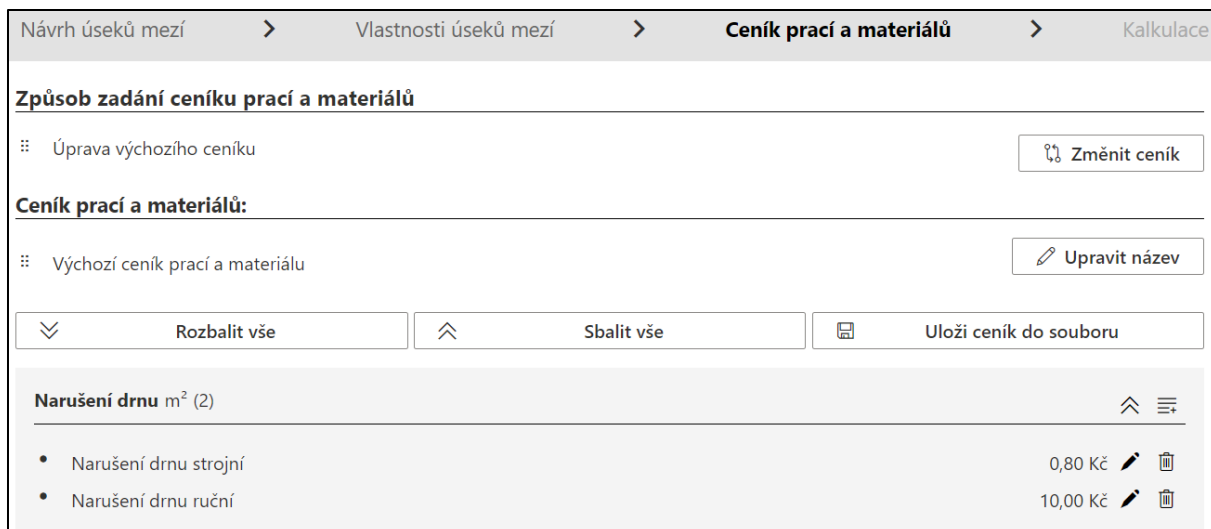 Návrh úseků mezí > Vlastnosti úseků mezí > Ceník prací a materiálů > Kalkulace
Způsob zadání ceníku prací a materiálů
Úprava výchozího ceníku Změnit ceník
Ceník prací a materiálů:
Výchozí ceník prací a materiálu Upravit název
Rozbalit vše Sbalit vše Uloži ceník do souboru
Narušení drnu m² (2)
• Narušení drnu strojní 0,80 Kč
• Narušení drnu ruční 10,00 Kč